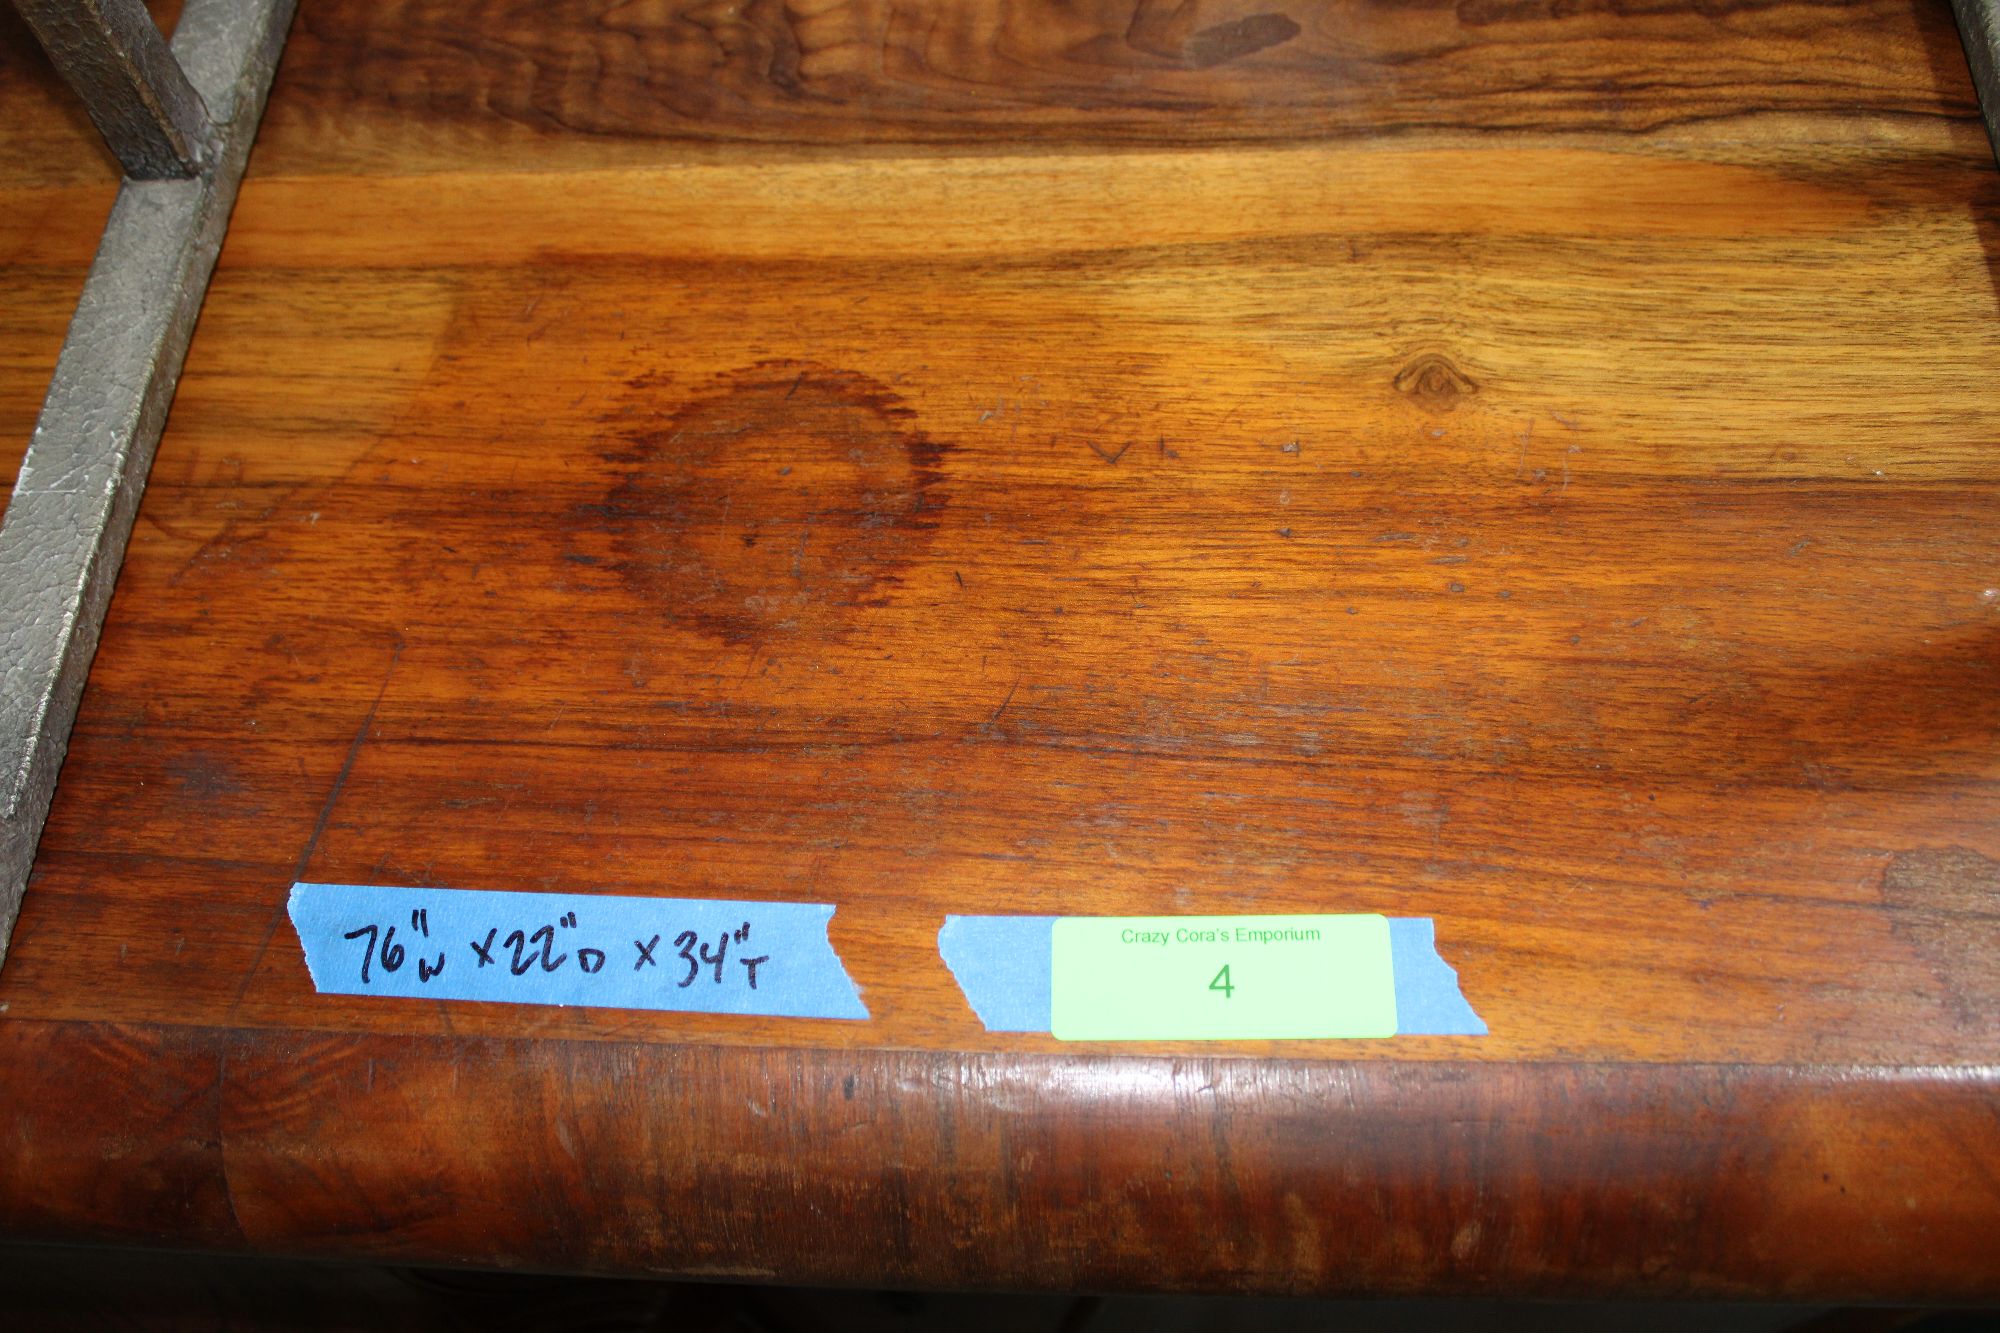 76"W x 22"D x 34"T
Crazy Cora's Emporium
4